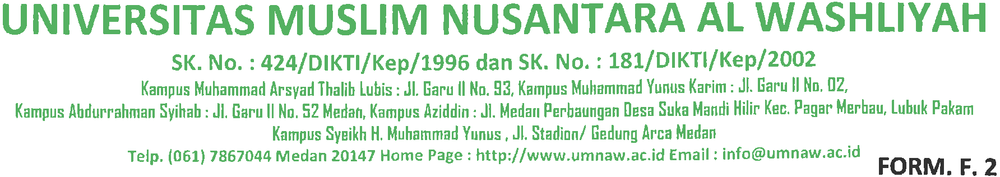 UNIVERSITAS MUSLIM NUSANTARA AL WASHLIYAH
SK. No. : 424/DIKTI/Kep/1996 dan SK. No. : 181/DIKTI/Kep/2002
Kampus Muhammad Arsyad Thalib Lubis : Jl. Garu II No. 93, Kampus Muhammad Yunus Karim : Jl. Garu II No. 02,
Kampus Abdurrahman Syihab : Jl. Garu II No. 52 Medan, Kampus Aziddin : Jl. Medan Perbaungan Desa Suka Mandi Hilir Kec. Pagar Merbau, Lubuk Pakam
Kampus Syeikh H. Muhammad Yunus , Jl. Stadion/ Gedung Arca Medan
Telp. (061) 7867044 Medan 20147 Home Page : http://www.umnaw.ac.id Email : info@umnaw.ac.id
FORM. F. 2